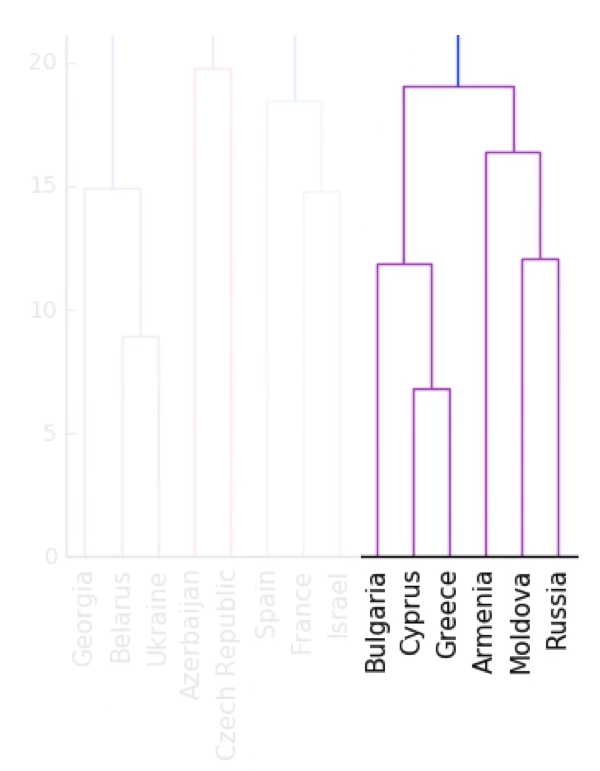 20
15
10
5
0
Georgia
Belarus
Ukraine
Azerbaijan
Czech Republic
Spain
France
Israel
Bulgaria
Cyprus
Greece
Armenia
Moldova
Russia